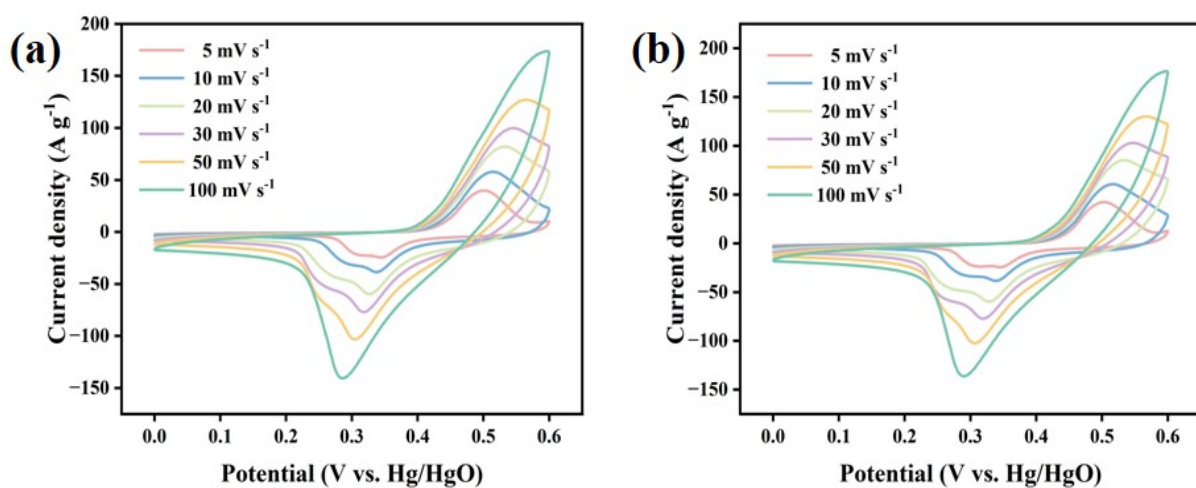 (a)
200
150
100
50
0
−50
−100
−150
Current density (A g⁻¹)
5 mV s⁻¹
10 mV s⁻¹
20 mV s⁻¹
30 mV s⁻¹
50 mV s⁻¹
100 mV s⁻¹
0.0 0.1 0.2 0.3 0.4 0.5 0.6
Potential (V vs. Hg/HgO)
(b)
200
150
100
50
0
−50
−100
−150
Current density (A g⁻¹)
5 mV s⁻¹
10 mV s⁻¹
20 mV s⁻¹
30 mV s⁻¹
50 mV s⁻¹
100 mV s⁻¹
0.0 0.1 0.2 0.3 0.4 0.5 0.6
Potential (V vs. Hg/HgO)